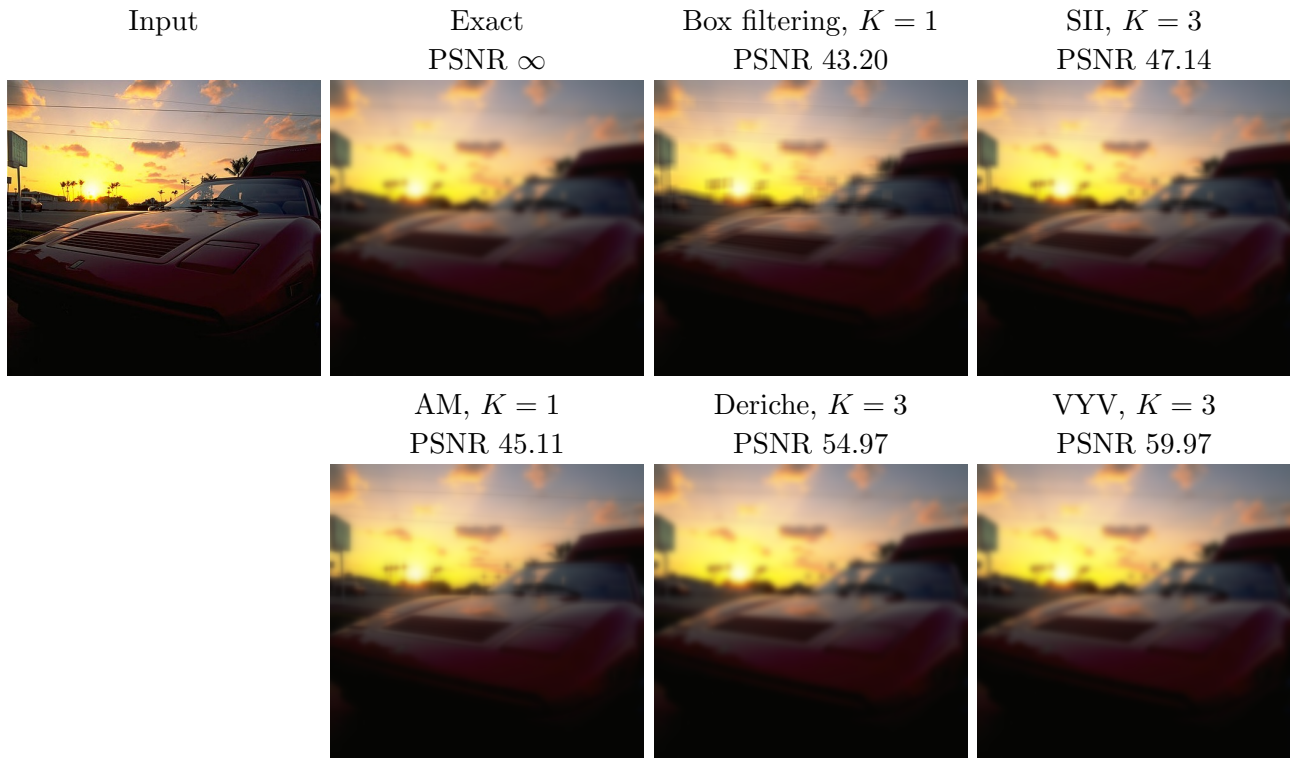 Input
Exact
PSNR ∞
Box filtering, K = 1
PSNR 43.20
SII, K = 3
PSNR 47.14
AM, K = 1
PSNR 45.11
Deriche, K = 3
PSNR 54.97
VYV, K = 3
PSNR 59.97